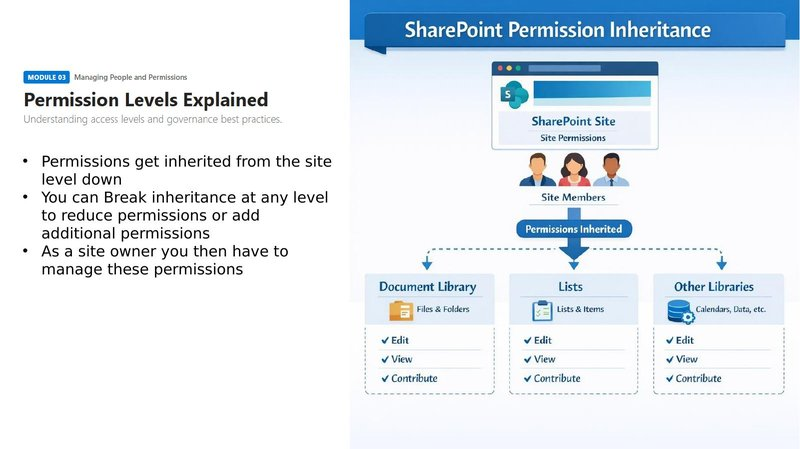 MODULE 03 Managing People and Permissions
Permission Levels Explained
Understanding access levels and governance best practices.
• Permissions get inherited from the site
level down
• You can Break inheritance at any level
to reduce permissions or add
additional permissions
• As a site owner you then have to
manage these permissions
SharePoint Permission Inheritance
S
SharePoint Site
Site Permissions
Site Members
Permissions Inherited
Document Library
Files & Folders
✔ Edit
✔ View
✔ Contribute
Lists
Lists & Items
✔ Edit
✔ View
✔ Contribute
Other Libraries
Calendars, Data, etc.
✔ Edit
✔ View
✔ Contribute